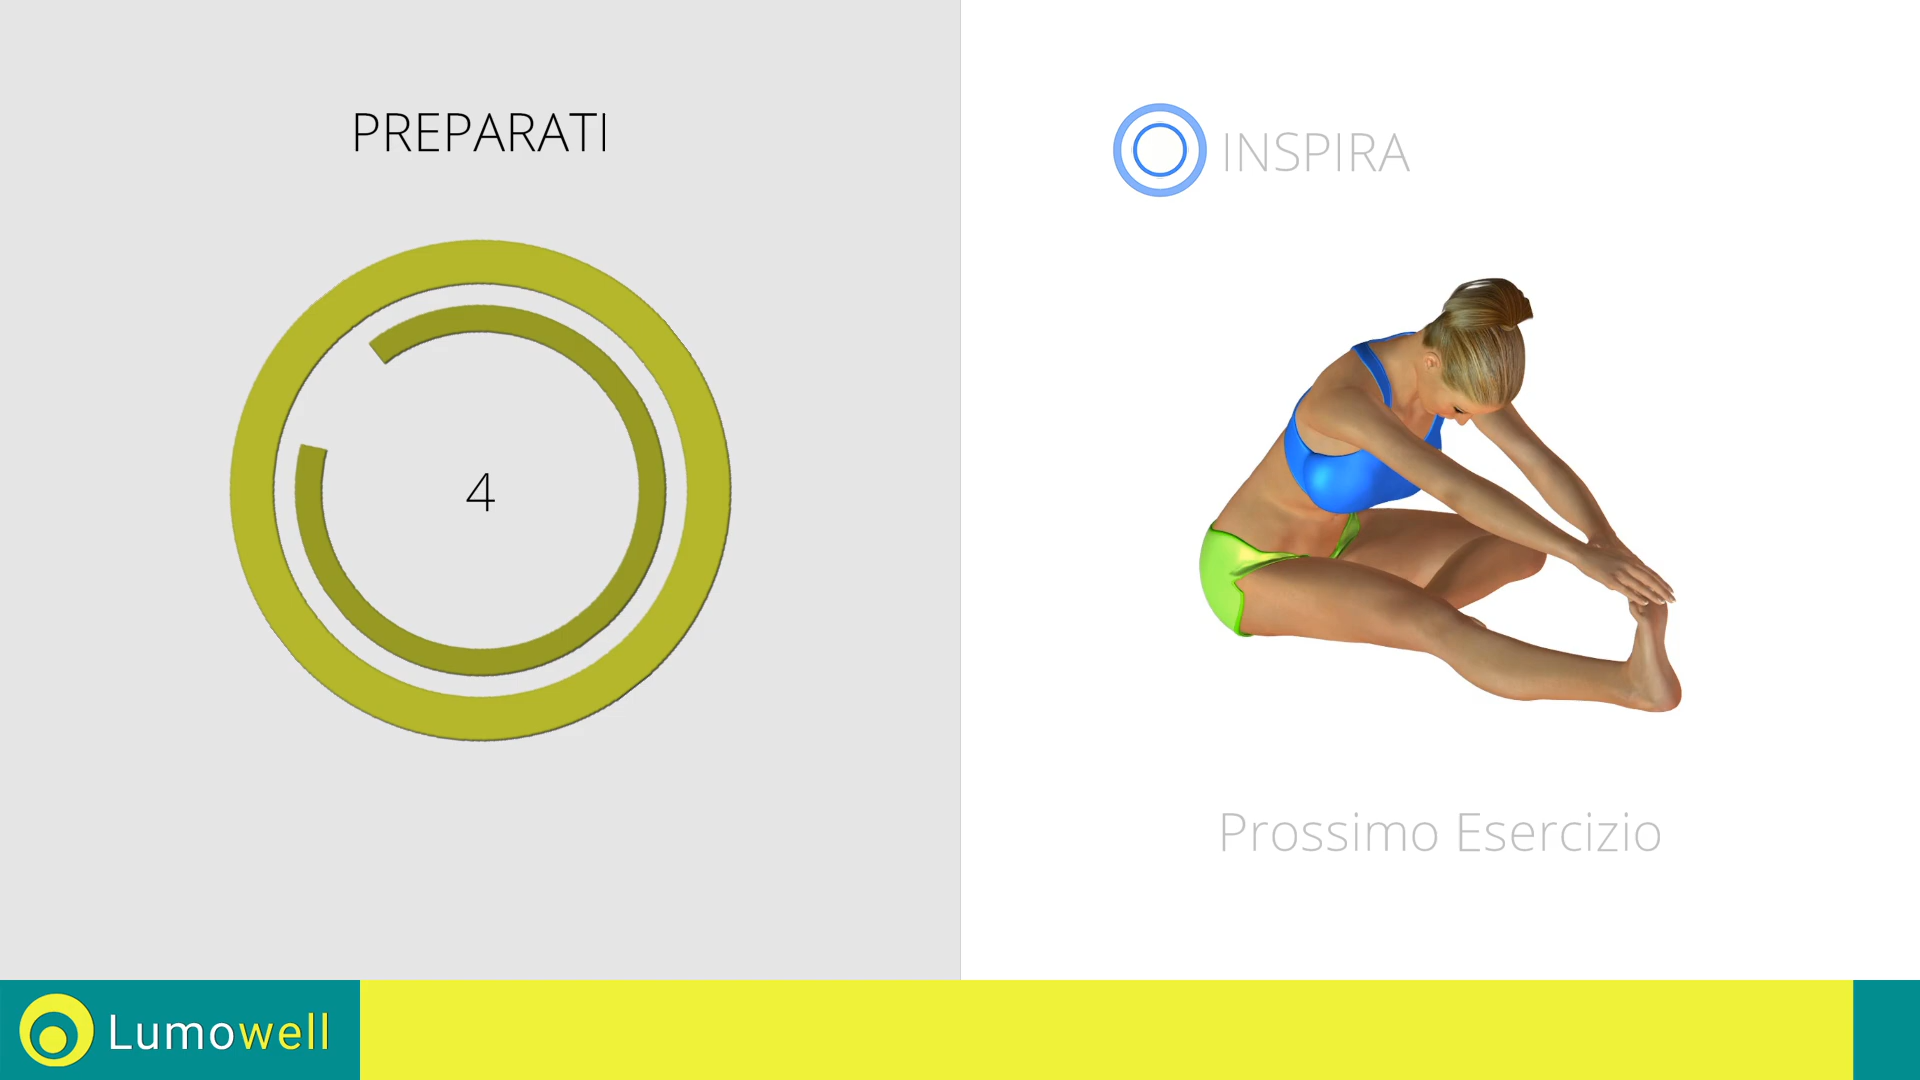 PREPARATI
4
INSPIRA
Prossimo Esercizio
Lumowell